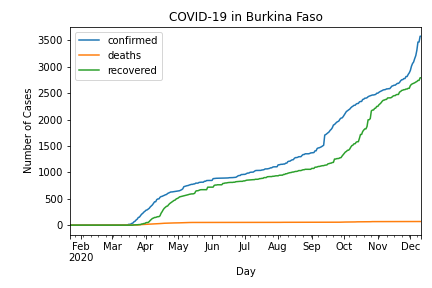 COVID-19 in Burkina Faso
confirmed
deaths
recovered
Number of Cases
3500
3000
2500
2000
1500
1000
500
0
Feb Mar Apr May Jun Jul Aug Sep Oct Nov Dec
2020
Day